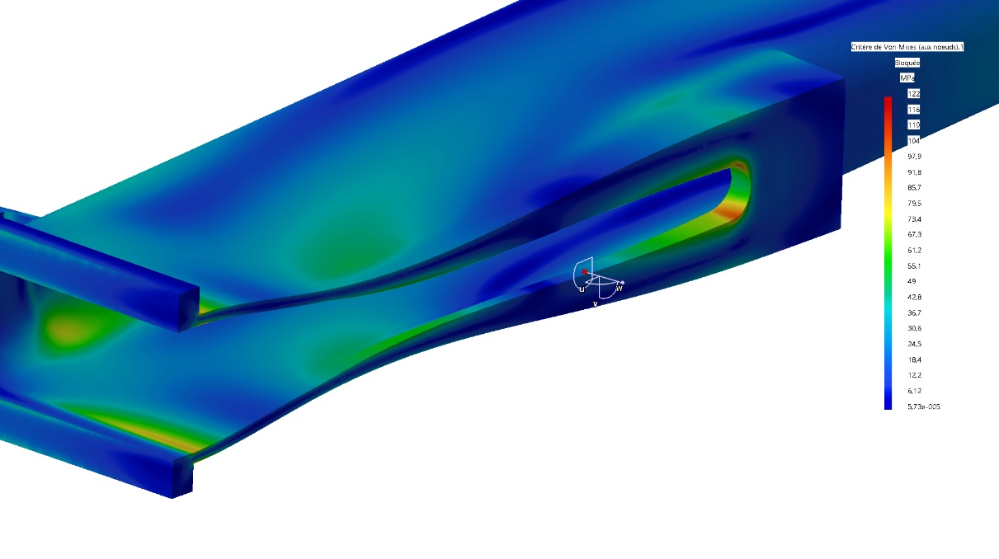 Critère de Von Mises (aux noeuds).1
Bloquée
MPa
122
116
110
104
97,9
91,8
85,7
79,5
73,4
67,3
61,2
55,1
49
42,8
36,7
30,6
24,5
18,4
12,2
6,12
5,73e-005
U
W
V